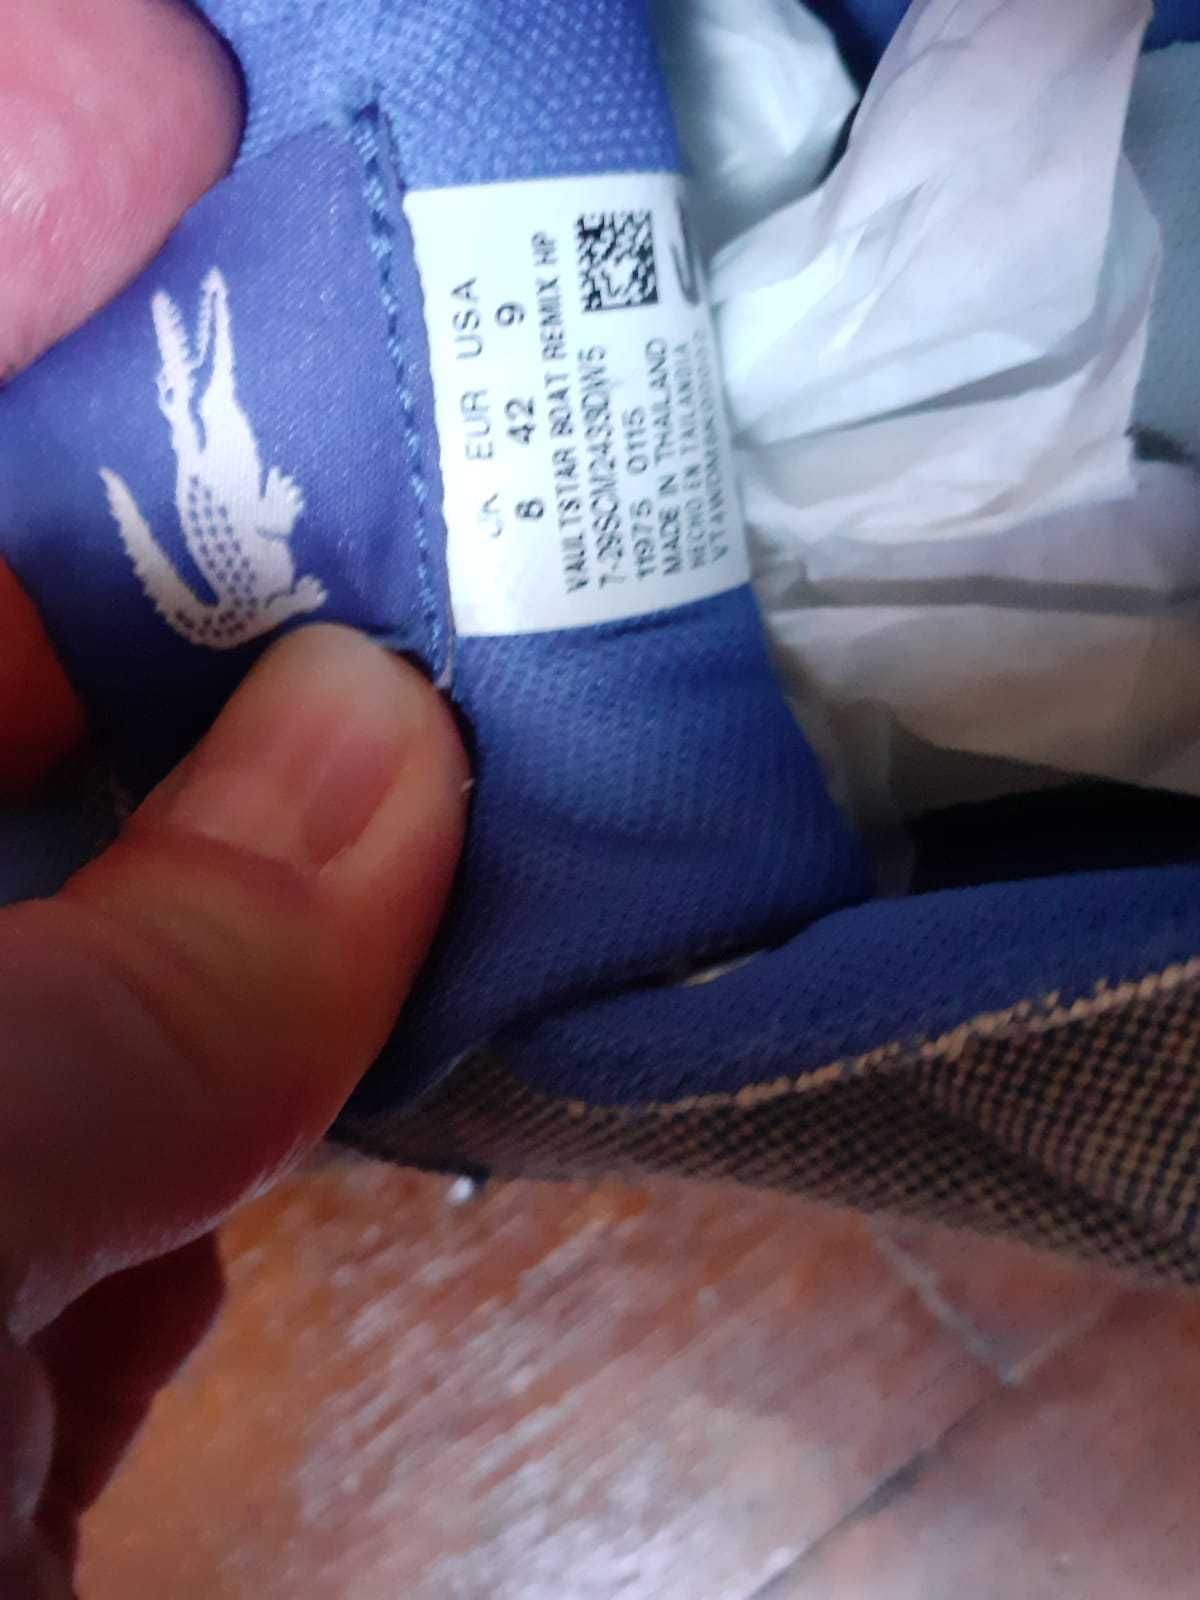 UK EUR USA
8 42 9
VAULTSTAR BOAT REMIX HP
7-26SCM2433DW5
11975 0115
MADE IN THAILAND
HECHO EN TAILANDIA